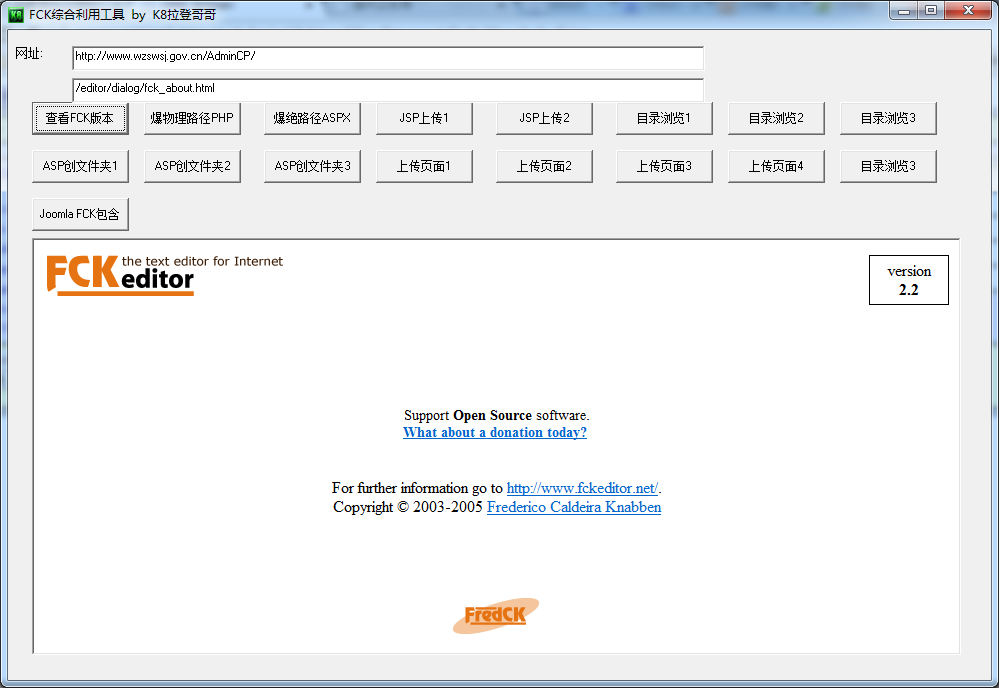 FCK综合利用工具 by K8拉登哥哥
网址:
http://www.wzswsj.gov.cn/AdminCP/
/editor/dialog/fck_about.html
查看FCK版本 爆物理路径PHP 爆绝路径ASPX JSP上传1 JSP上传2 目录浏览1 目录浏览2 目录浏览3
ASP创文件夹1 ASP创文件夹2 ASP创文件夹3 上传页面1 上传页面2 上传页面3 上传页面4 目录浏览3
Joomla FCK包含
FCKeditor the text editor for Internet
version
2.2
Support Open Source software.
What about a donation today?
For further information go to http://www.fckeditor.net/.
Copyright © 2003-2005 Frederico Caldeira Knabben
FredCK